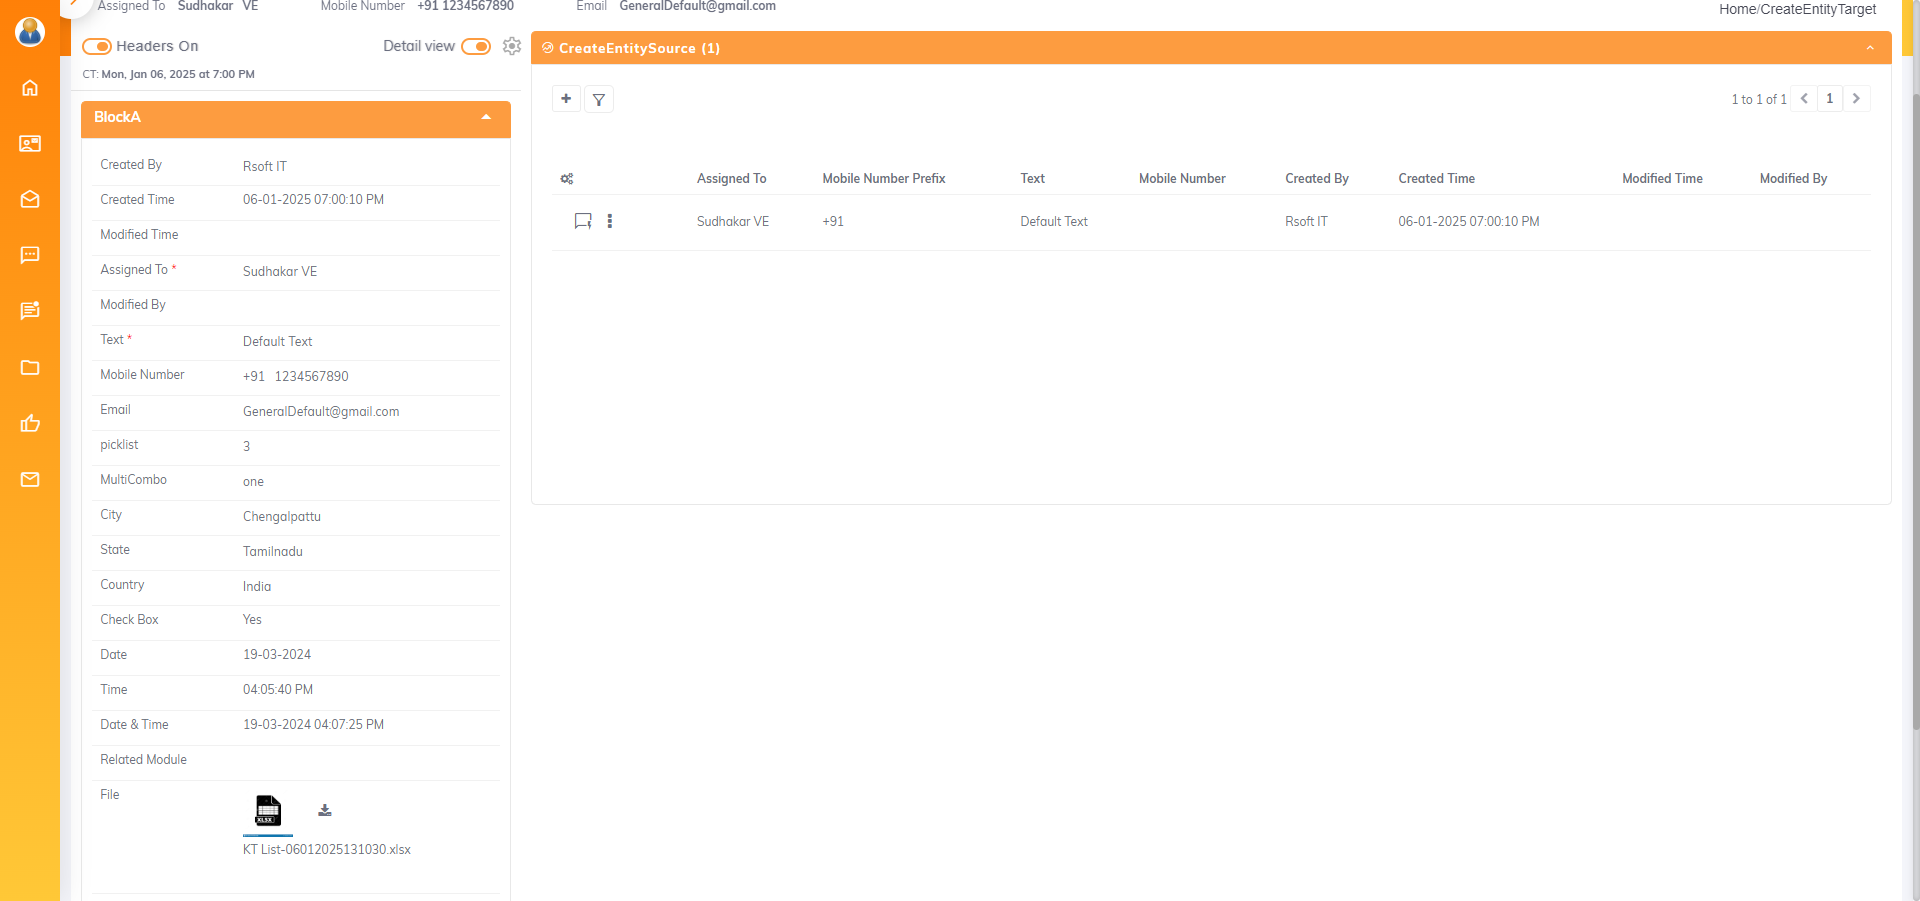 Assigned To Sudhakar VE Mobile Number +91 1234567890 Email GeneralDefault@gmail.com
Home/CreateEntityTarget
Headers On
Detail view
CT: Mon, Jan 06, 2025 at 7:00 PM
BlockA
Created By Rsoft IT
Created Time 06-01-2025 07:00:10 PM
Modified Time
Assigned To * Sudhakar VE
Modified By
Text * Default Text
Mobile Number +91 1234567890
Email GeneralDefault@gmail.com
picklist 3
MultiCombo one
City Chengalpattu
State Tamilnadu
Country India
Check Box Yes
Date 19-03-2024
Time 04:05:40 PM
Date & Time 19-03-2024 04:07:25 PM
Related Module
File
XLSX
KT List-06012025131030.xlsx
CreateEntitySource (1)
1 to 1 of 1 1
Assigned To Mobile Number Prefix Text Mobile Number Created By Created Time Modified Time Modified By
Sudhakar VE +91 Default Text Rsoft IT 06-01-2025 07:00:10 PM